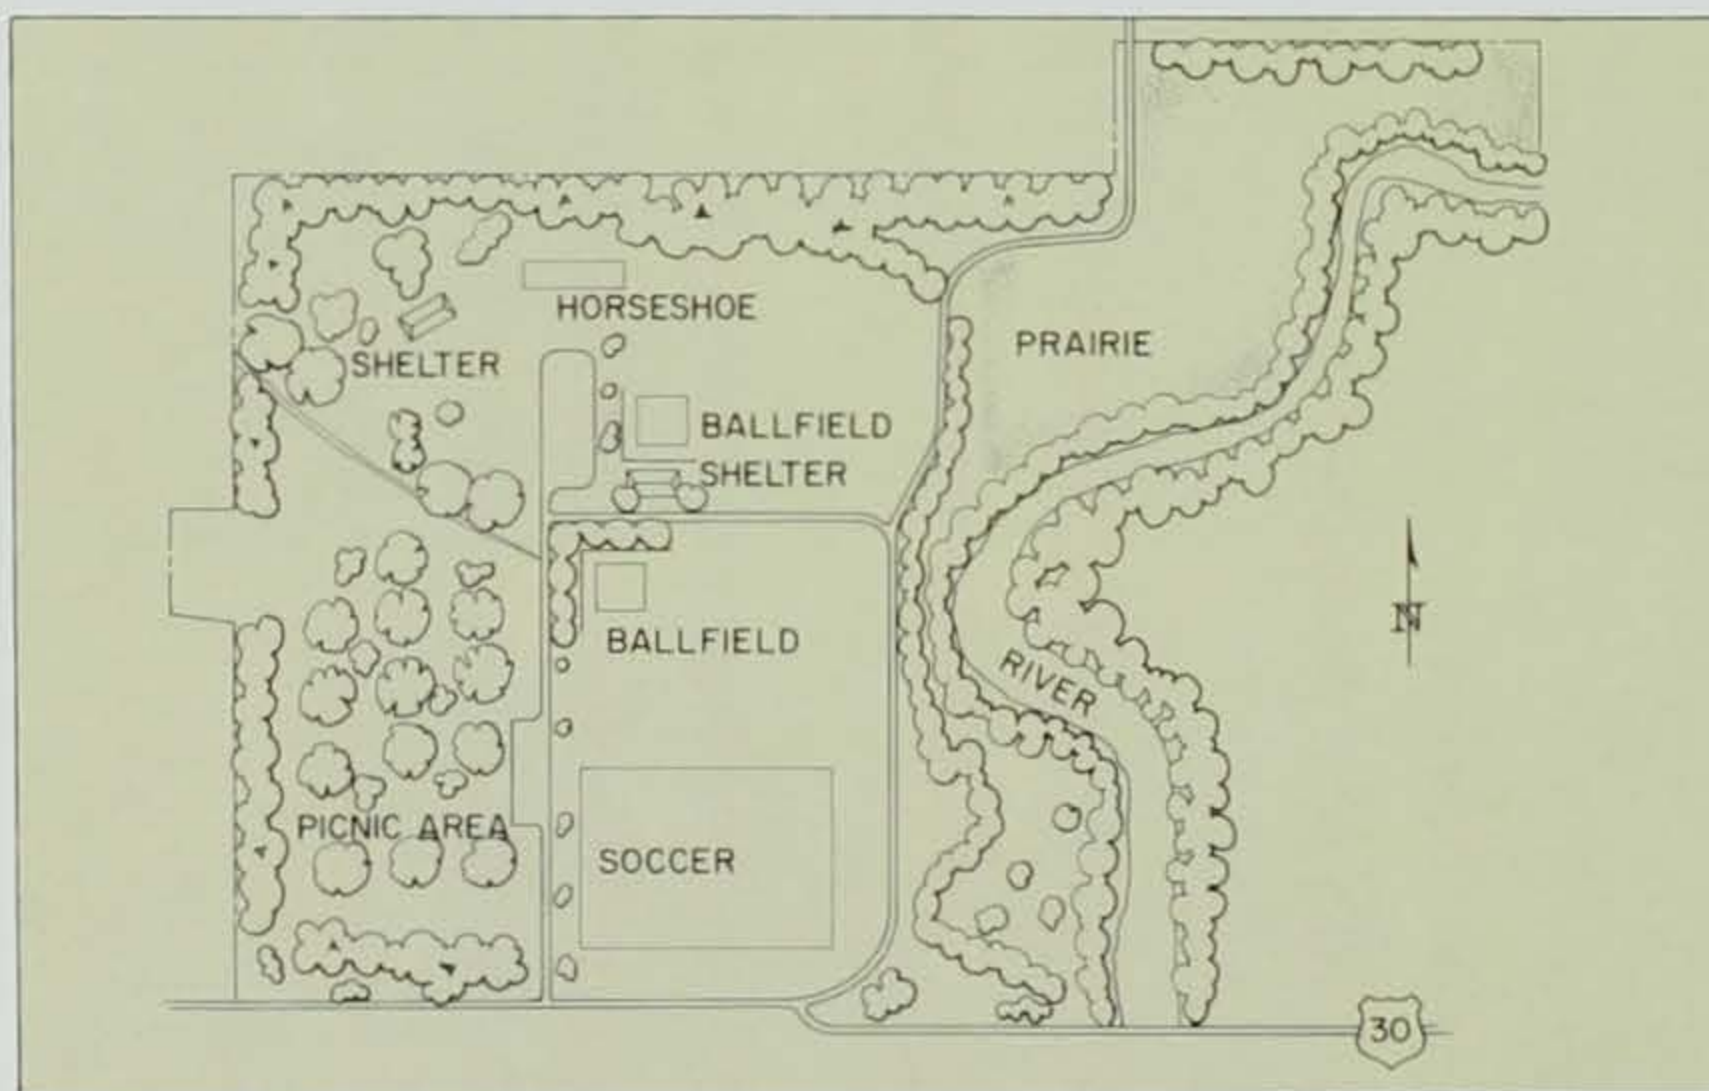 HORSESHOE
PRAIRIE
SHELTER
BALLFIELD
SHELTER
N
BALLFIELD
RIVER
PICNIC AREA
SOCCER
30